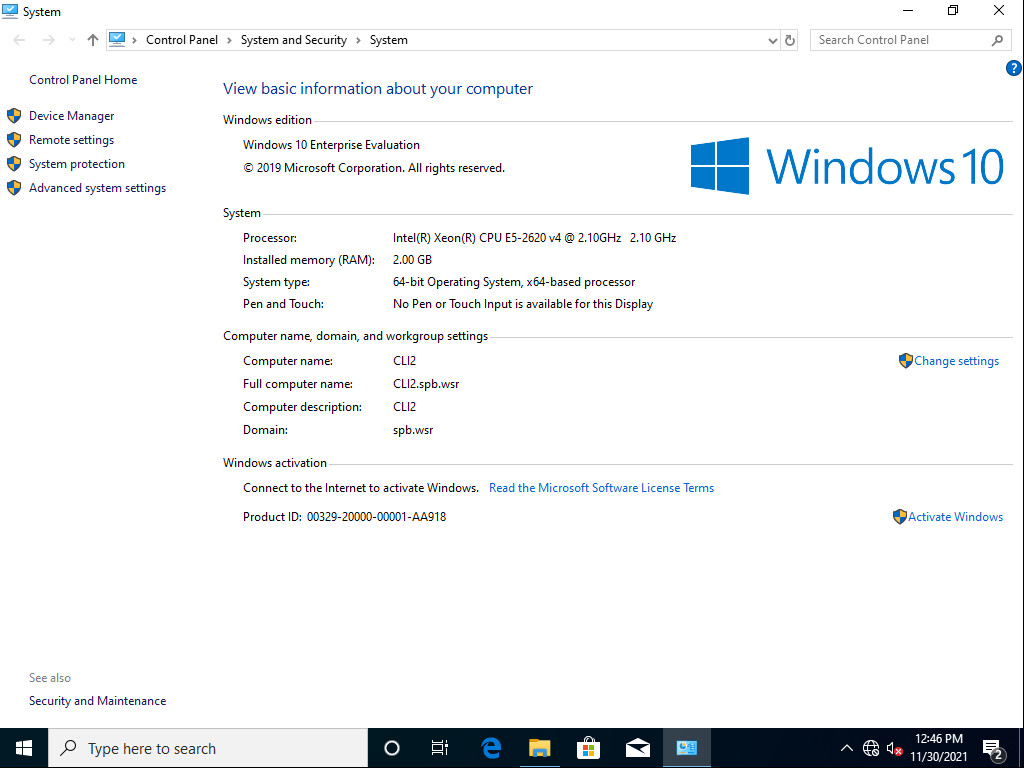 System
Control Panel > System and Security > System
Search Control Panel
Control Panel Home
Device Manager
Remote settings
System protection
Advanced system settings
View basic information about your computer
Windows edition
Windows 10 Enterprise Evaluation
© 2019 Microsoft Corporation. All rights reserved.
Windows 10
System
Processor: Intel(R) Xeon(R) CPU E5-2620 v4 @ 2.10GHz 2.10 GHz
Installed memory (RAM): 2.00 GB
System type: 64-bit Operating System, x64-based processor
Pen and Touch: No Pen or Touch Input is available for this Display
Computer name, domain, and workgroup settings
Computer name: CLI2
Change settings
Full computer name: CLI2.spb.wsr
Computer description: CLI2
Domain: spb.wsr
Windows activation
Connect to the Internet to activate Windows. Read the Microsoft Software License Terms
Product ID: 00329-20000-00001-AA918
Activate Windows
See also
Security and Maintenance
Type here to search
12:46 PM
11/30/2021
2